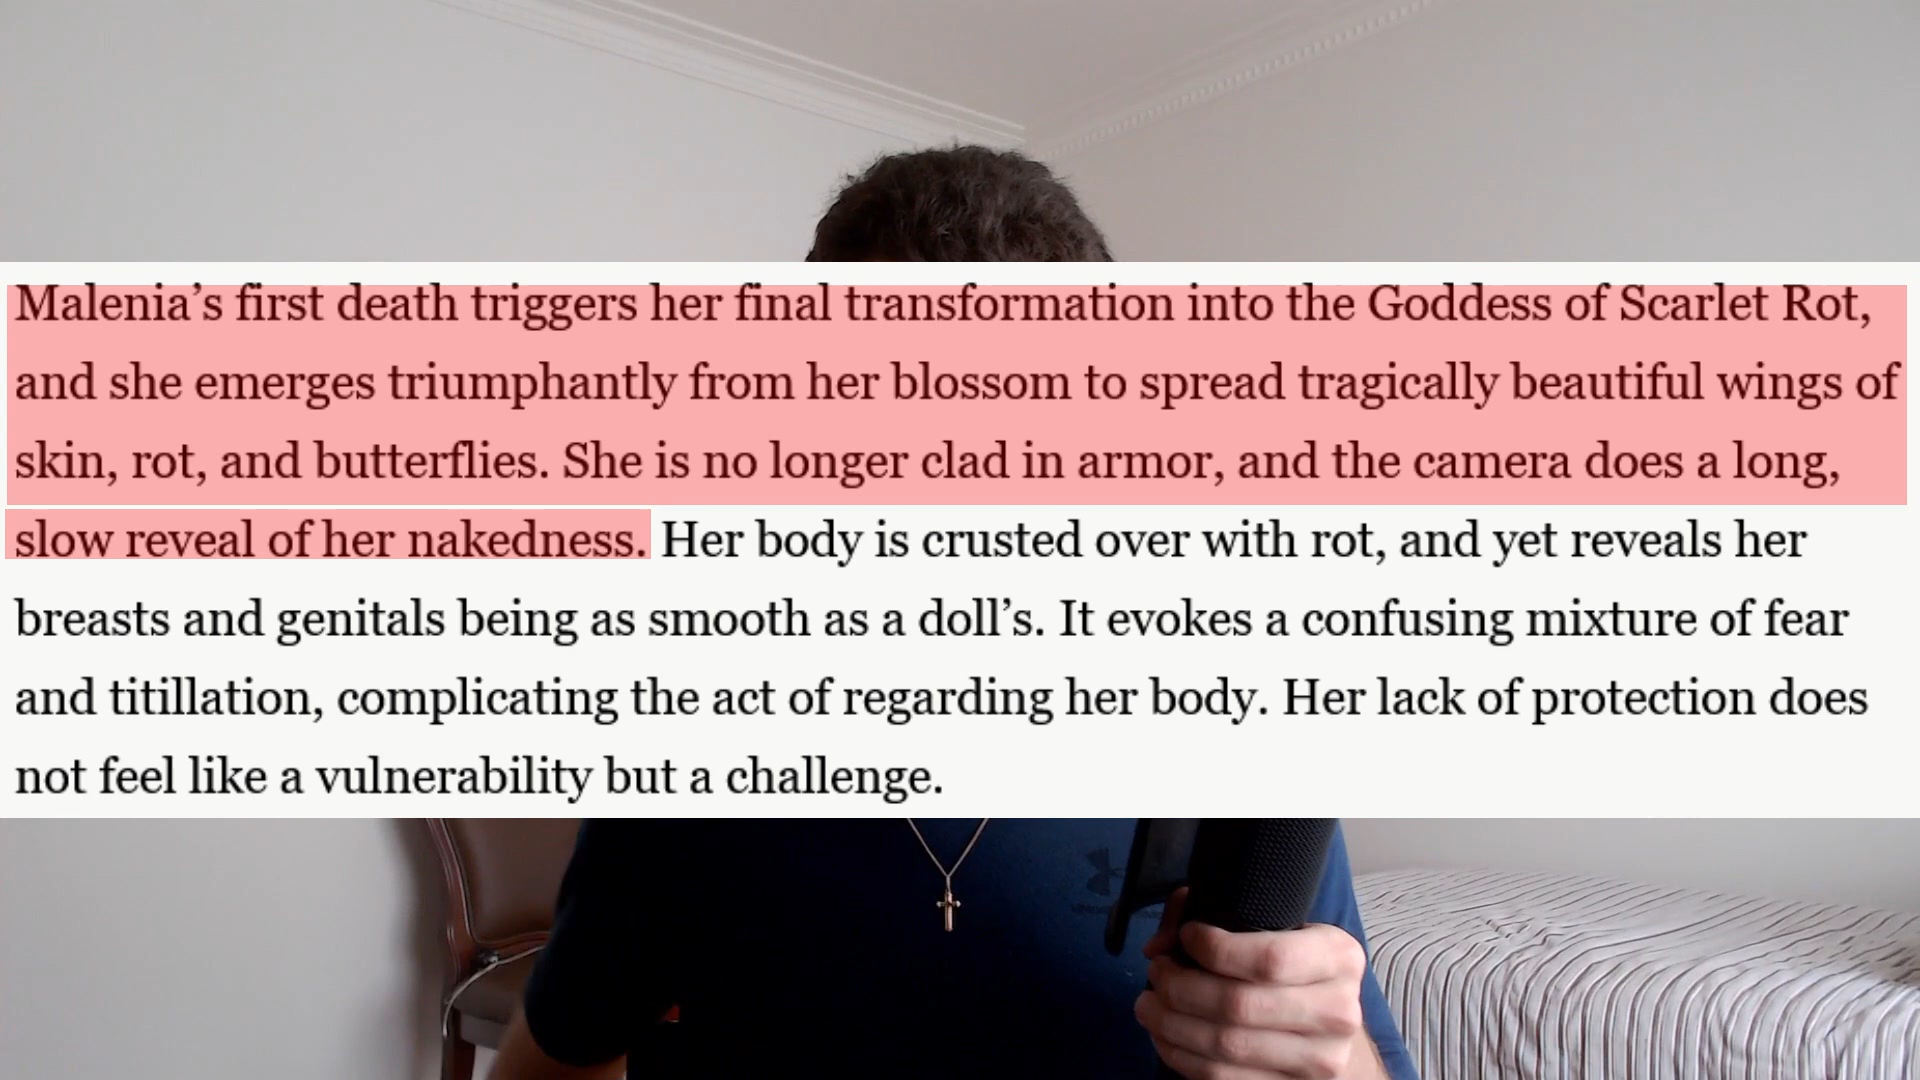 Malenia’s first death triggers her final transformation into the Goddess of Scarlet Rot,
and she emerges triumphantly from her blossom to spread tragically beautiful wings of
skin, rot, and butterflies. She is no longer clad in armor, and the camera does a long,
slow reveal of her nakedness. Her body is crusted over with rot, and yet reveals her
breasts and genitals being as smooth as a doll’s. It evokes a confusing mixture of fear
and titillation, complicating the act of regarding her body. Her lack of protection does
not feel like a vulnerability but a challenge.